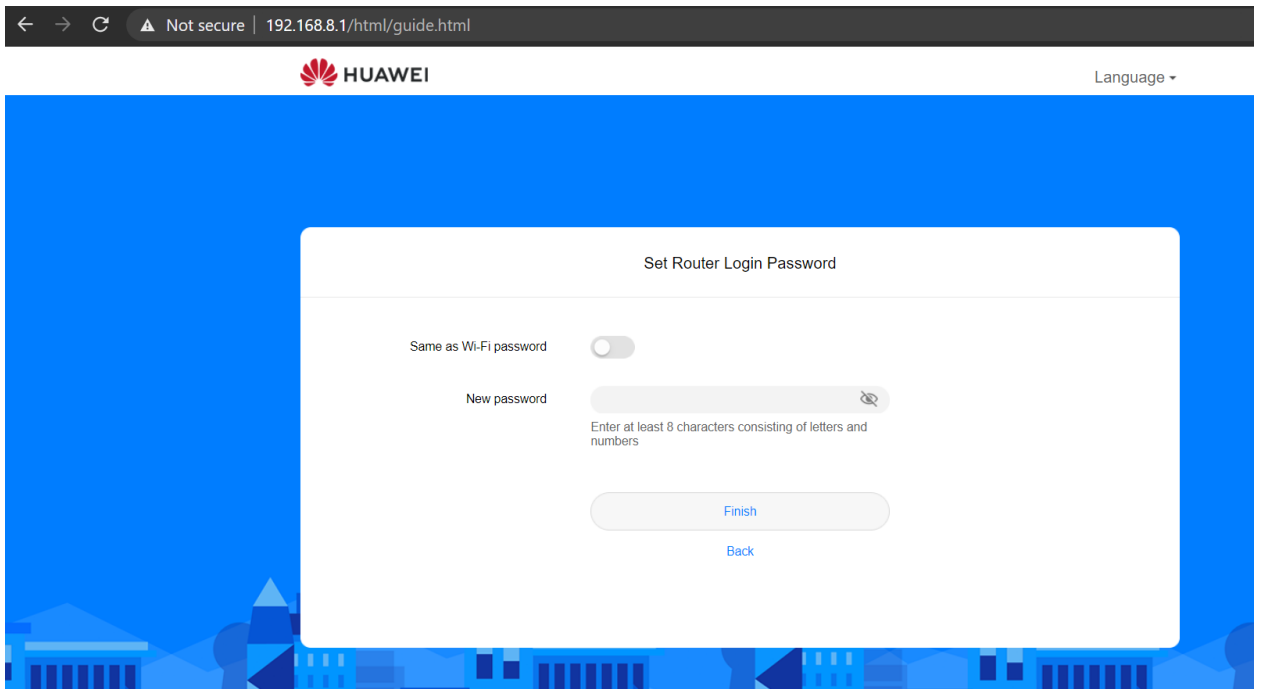 Not secure | 192.168.8.1/html/guide.html
HUAWEI
Language
Set Router Login Password
Same as Wi-Fi password
New password
Enter at least 8 characters consisting of letters and
numbers
Finish
Back